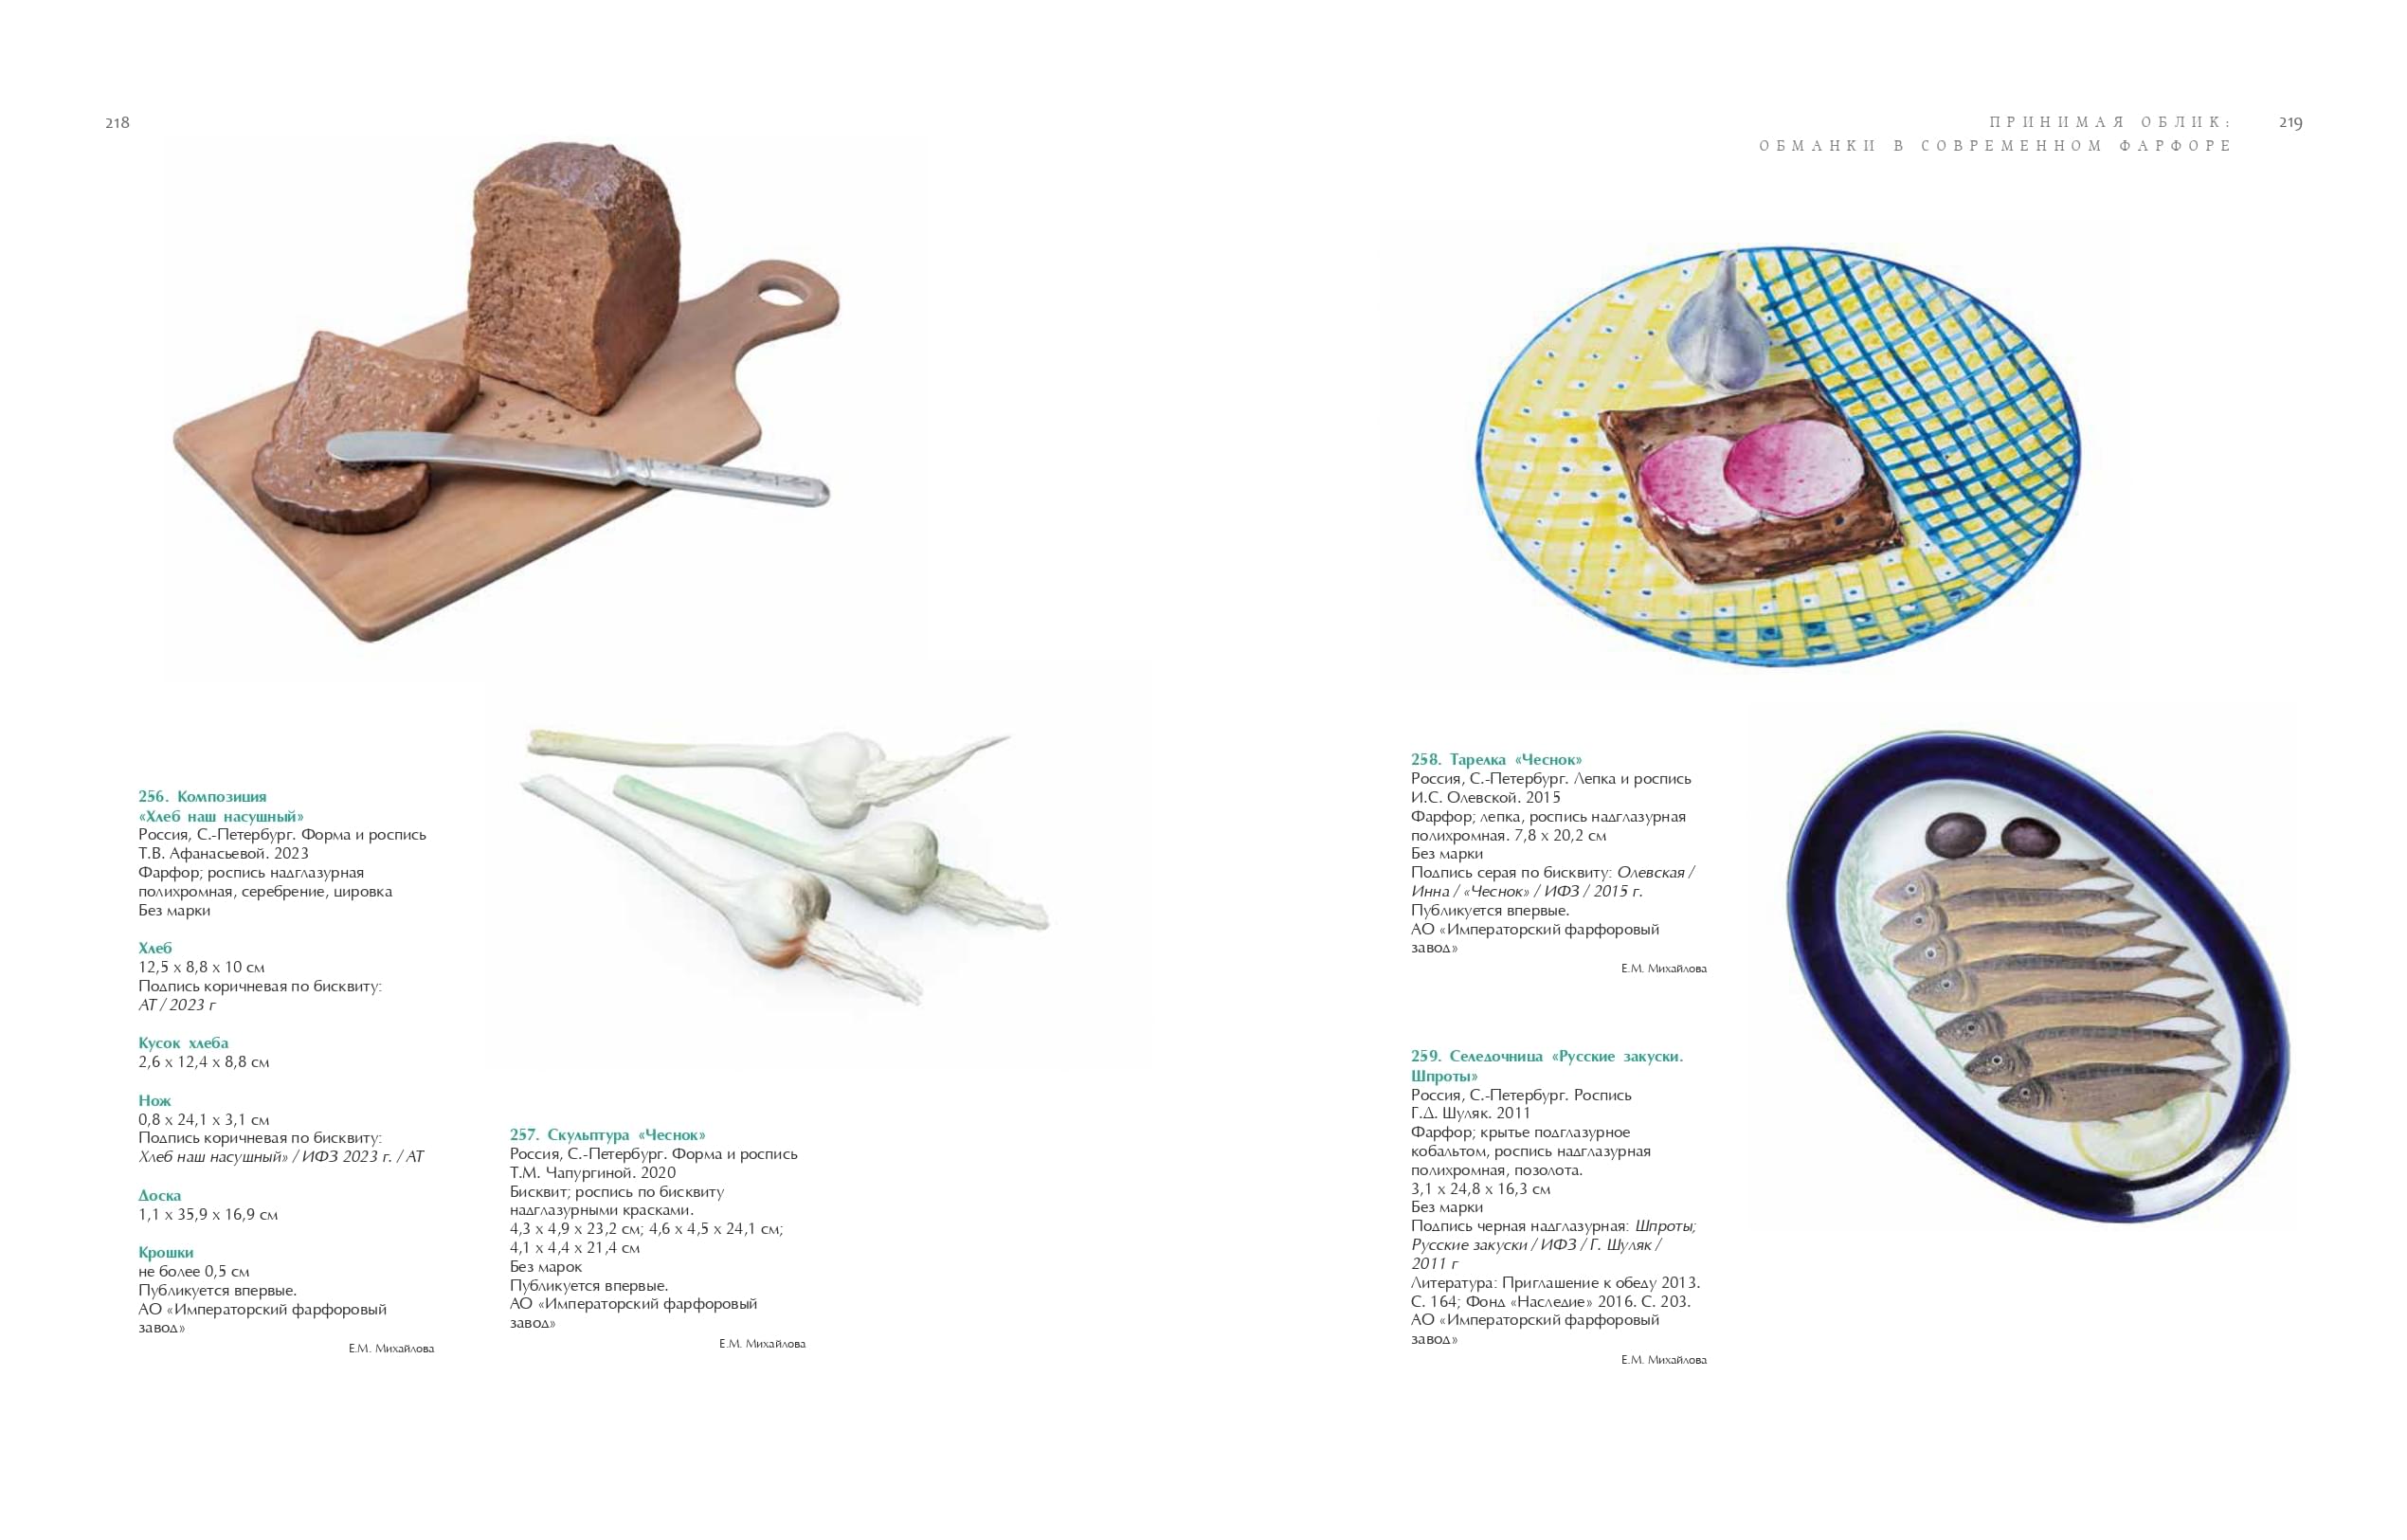 218
256. Композиция
«Хлеб наш насущный»
Россия, С.-Петербург. Форма и роспись
Т.В. Афанасьевой. 2023
Фарфор; роспись надглазурная
полихромная, серебрение, цировка
Без марки
Хлеб
12,5 х 8,8 х 10 см
Подпись коричневая по бисквиту:
АТ / 2023 г
Кусок хлеба
2,6 х 12,4 х 8,8 см
Нож
0,8 х 24,1 х 3,1 см
Подпись коричневая по бисквиту:
Хлеб наш насушный» / ИФЗ 2023 г. / АТ
Доска
1,1 х 35,9 х 16,9 см
Крошки
не более 0,5 см
Публикуется впервые.
АО «Императорский фарфоровый
завод»
Е.М. Михайлова
257. Скульптура «Чеснок»
Россия, С.-Петербург. Форма и роспись
Т.М. Чапургиной. 2020
Бисквит; роспись по бисквиту
надглазурными красками.
4,3 х 4,9 х 23,2 см; 4,6 х 4,5 х 24,1 см;
4,1 х 4,4 х 21,4 см
Без марок
Публикуется впервые.
АО «Императорский фарфоровый
завод»
Е.М. Михайлова
ПРИНИМАЯ ОБЛИК:
ОБМАНКИ В СОВРЕМЕННОМ ФАРФОРЕ
219
258. Тарелка «Чеснок»
Россия, С.-Петербург. Лепка и роспись
И.С. Олевской. 2015
Фарфор; лепка, роспись надглазурная
полихромная. 7,8 х 20,2 см
Без марки
Подпись серая по бисквиту: Олевская /
Инна / «Чеснок» / ИФЗ / 2015 г.
Публикуется впервые.
АО «Императорский фарфоровый
завод»
Е.М. Михайлова
259. Селедочница «Русские закуски.
Шпроты»
Россия, С.-Петербург. Роспись
Г.Д. Шуляк. 2011
Фарфор; крытье подглазурное
кобальтом, роспись надглазурная
полихромная, позолота.
3,1 х 24,8 х 16,3 см
Без марки
Подпись черная надглазурная: Шпроты;
Русские закуски / ИФЗ / Г. Шуляк /
2011 г
Литература: Приглашение к обеду 2013.
С. 164; Фонд «Наследие» 2016. С. 203.
АО «Императорский фарфоровый
завод»
Е.М. Михайлова